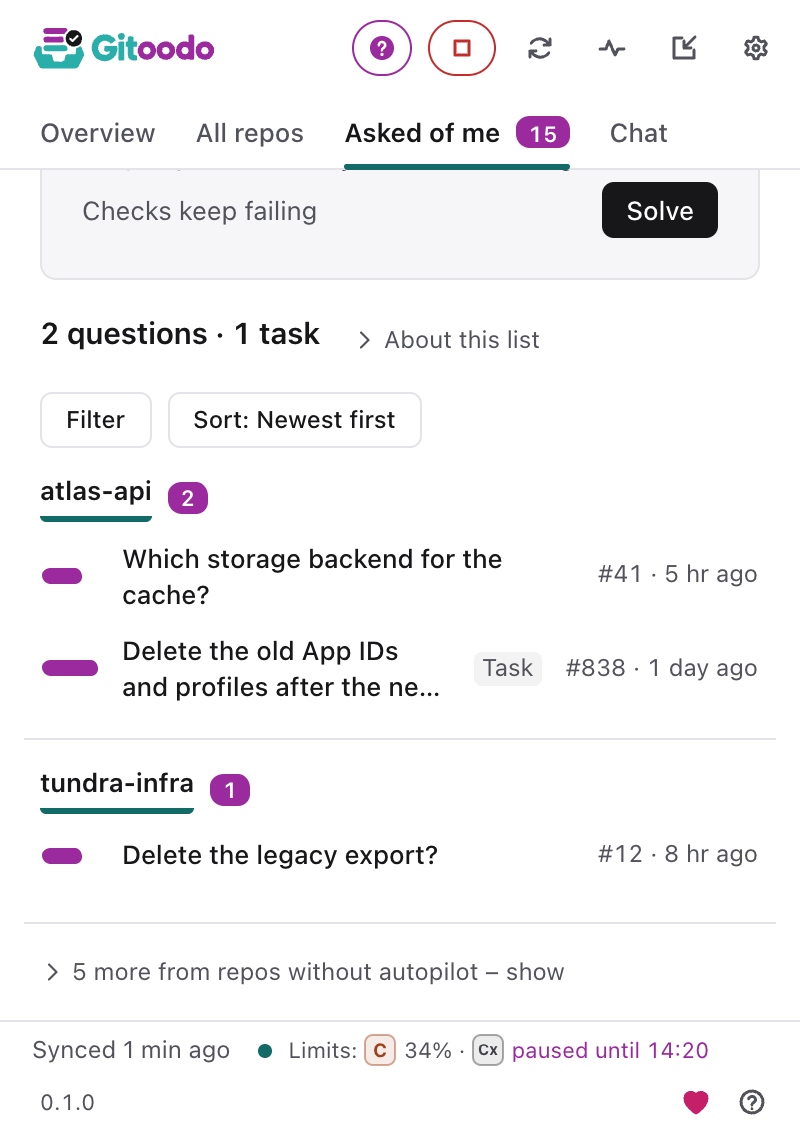 Gitoodo
Overview All repos Asked of me 15 Chat
Checks keep failing Solve
2 questions · 1 task About this list
Filter Sort: Newest first
atlas-api 2
Which storage backend for the
cache?
#41 · 5 hr ago
Delete the old App IDs
and profiles after the ne...
Task #838 · 1 day ago
tundra-infra 1
Delete the legacy export? #12 · 8 hr ago
5 more from repos without autopilot – show
Synced 1 min ago Limits: C 34% · Cx paused until 14:20
0.1.0